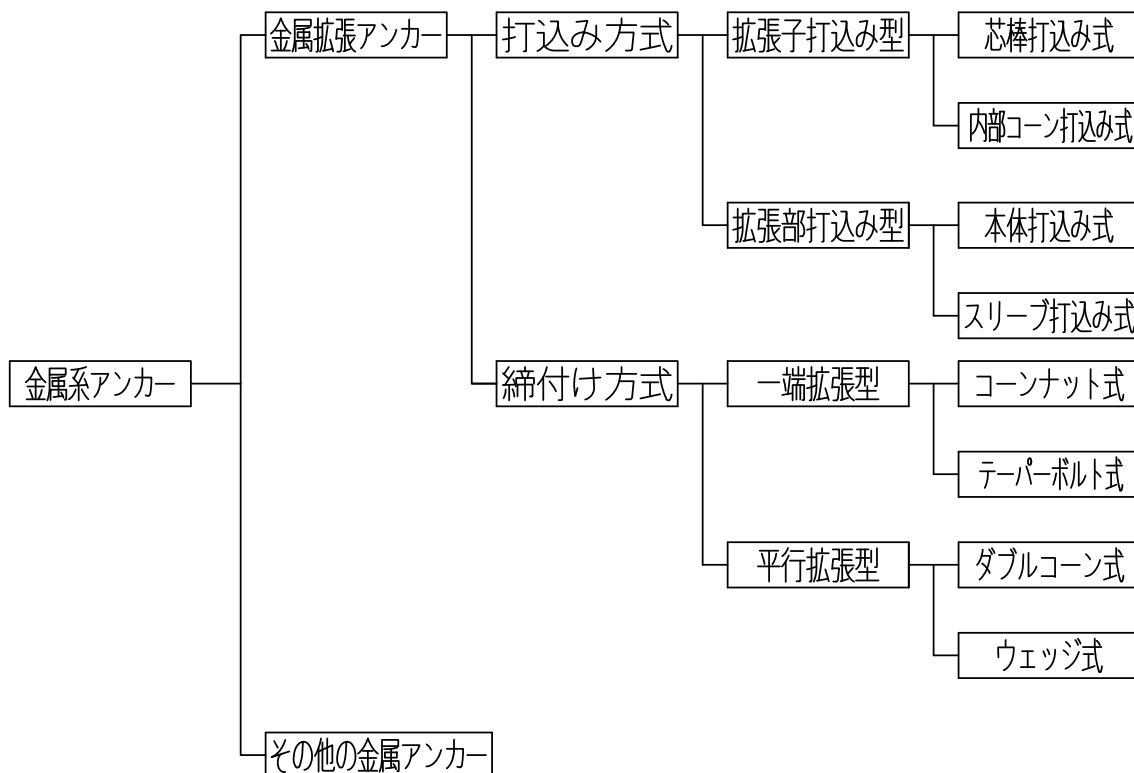 金属拡張アンカー
打込み方式
拡張子打込み型
芯棒打込み式
内部コーン打込み式
拡張部打込み型
本体打込み式
スリーブ打込み式
金属系アンカー
締付け方式
一端拡張型
コーンナット式
テーパーボルト式
平行拡張型
ダブルコーン式
ウェッジ式
その他の金属アンカー